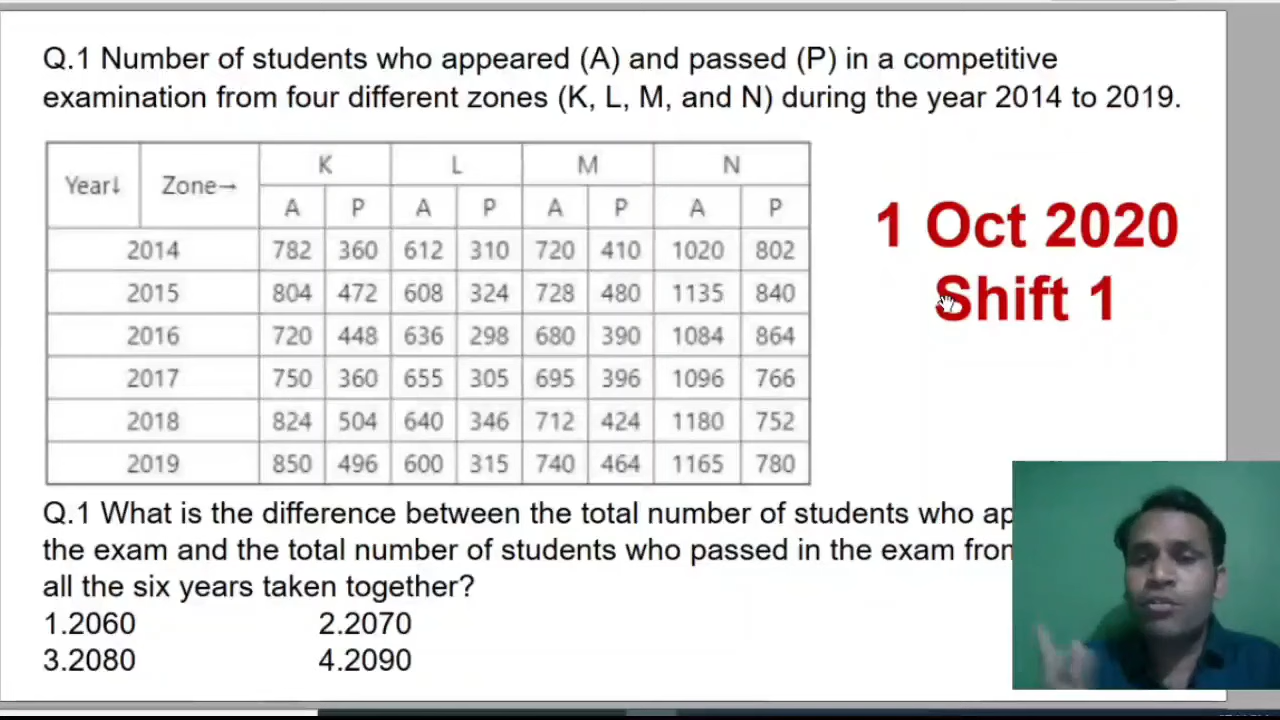 Q.1 Number of students who appeared (A) and passed (P) in a competitive
examination from four different zones (K, L, M, and N) during the year 2014 to 2019.
Year↓ Zone→ K L M N
A P A P A P A P
2014 782 360 612 310 720 410 1020 802
2015 804 472 608 324 728 480 1135 840
2016 720 448 636 298 680 390 1084 864
2017 750 360 655 305 695 396 1096 766
2018 824 504 640 346 712 424 1180 752
2019 850 496 600 315 740 464 1165 780
1 Oct 2020
Shift 1
Q.1 What is the difference between the total number of students who ap
the exam and the total number of students who passed in the exam
all the six years taken together?
1.2060 2.2070
3.2080 4.2090